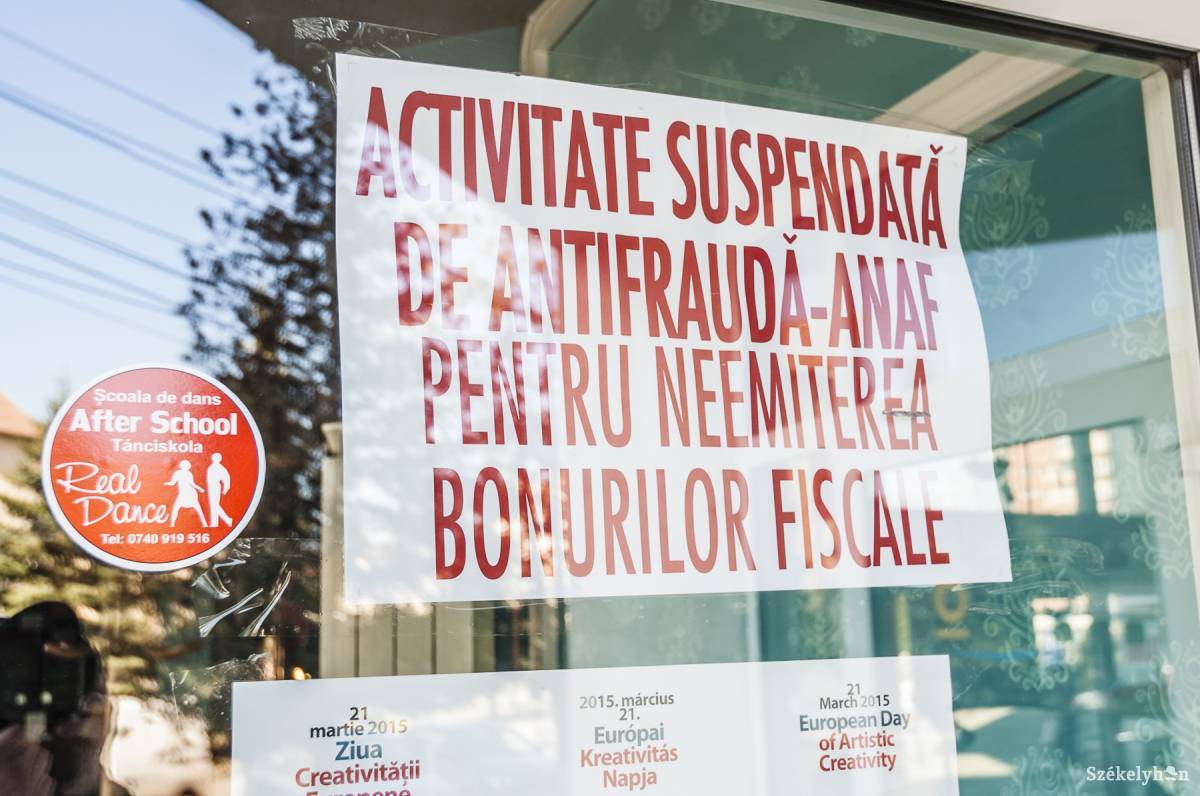 ACTIVITATE SUSPENDATĂ
DE ANTIFRAUDĂ-ANAF
PENTRU NEEMITEREA
BONURILOR FISCALE
Școala de dans
After School
Tánciskola
Real
Dance
Tel: 0740 919 516
21
martie 2015
Ziua
Creativității
Europene
2015. március
21.
Európai
Kreativitás
Napja
21
March 2015
European Day
of Artistic
Creativity
Székelyhon